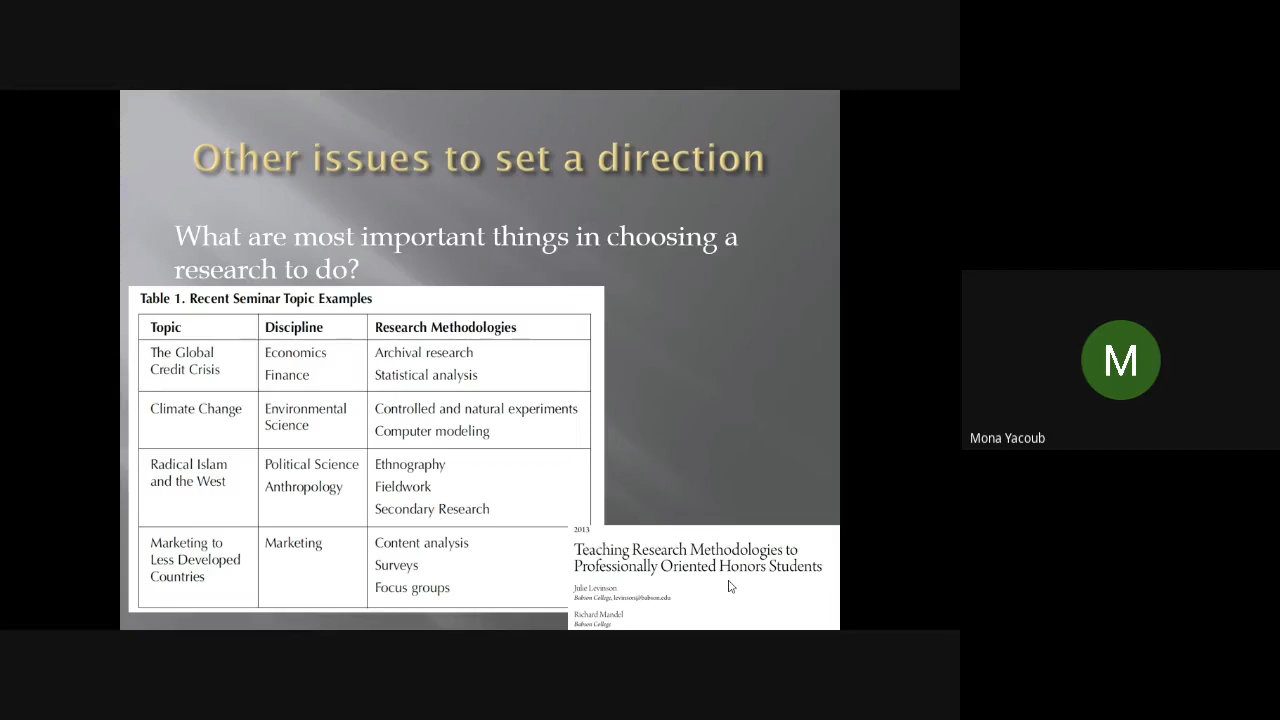 Other issues to set a direction
What are most important things in choosing a
research to do?
Table 1. Recent Seminar Topic Examples
Topic Discipline Research Methodologies
The Global Credit Crisis Economics Archival research
Finance Statistical analysis
Climate Change Environmental Science Controlled and natural experiments
Computer modeling
Radical Islam and the West Political Science Ethnography
Anthropology Fieldwork
Secondary Research
Marketing to Less Developed Countries Marketing Content analysis
Surveys
Focus groups
2013
Teaching Research Methodologies to
Professionally Oriented Honors Students
Julie Levinson
Babson College, levinson@babson.edu
Richard Mandel
Babson College
M
Mona Yacoub